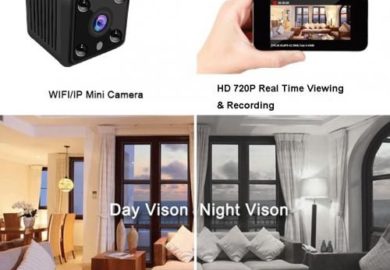 WIFI/IP Mini Camera
HD 720P Real Time Viewing
& Recording
Day Vison
Night Vison